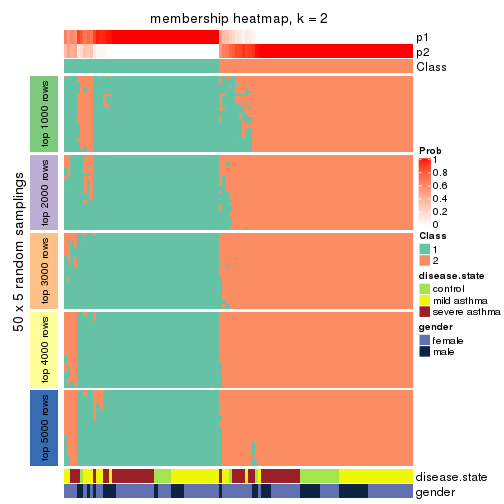 membership heatmap, k = 2
p1
p2
Class
50 x 5 random samplings
top 1000 rows
top 2000 rows
top 3000 rows
top 4000 rows
top 5000 rows
Prob
1
0.8
0.6
0.4
0.2
0
Class
1
2
disease.state
control
mild asthma
severe asthma
gender
female
male
disease.state
gender